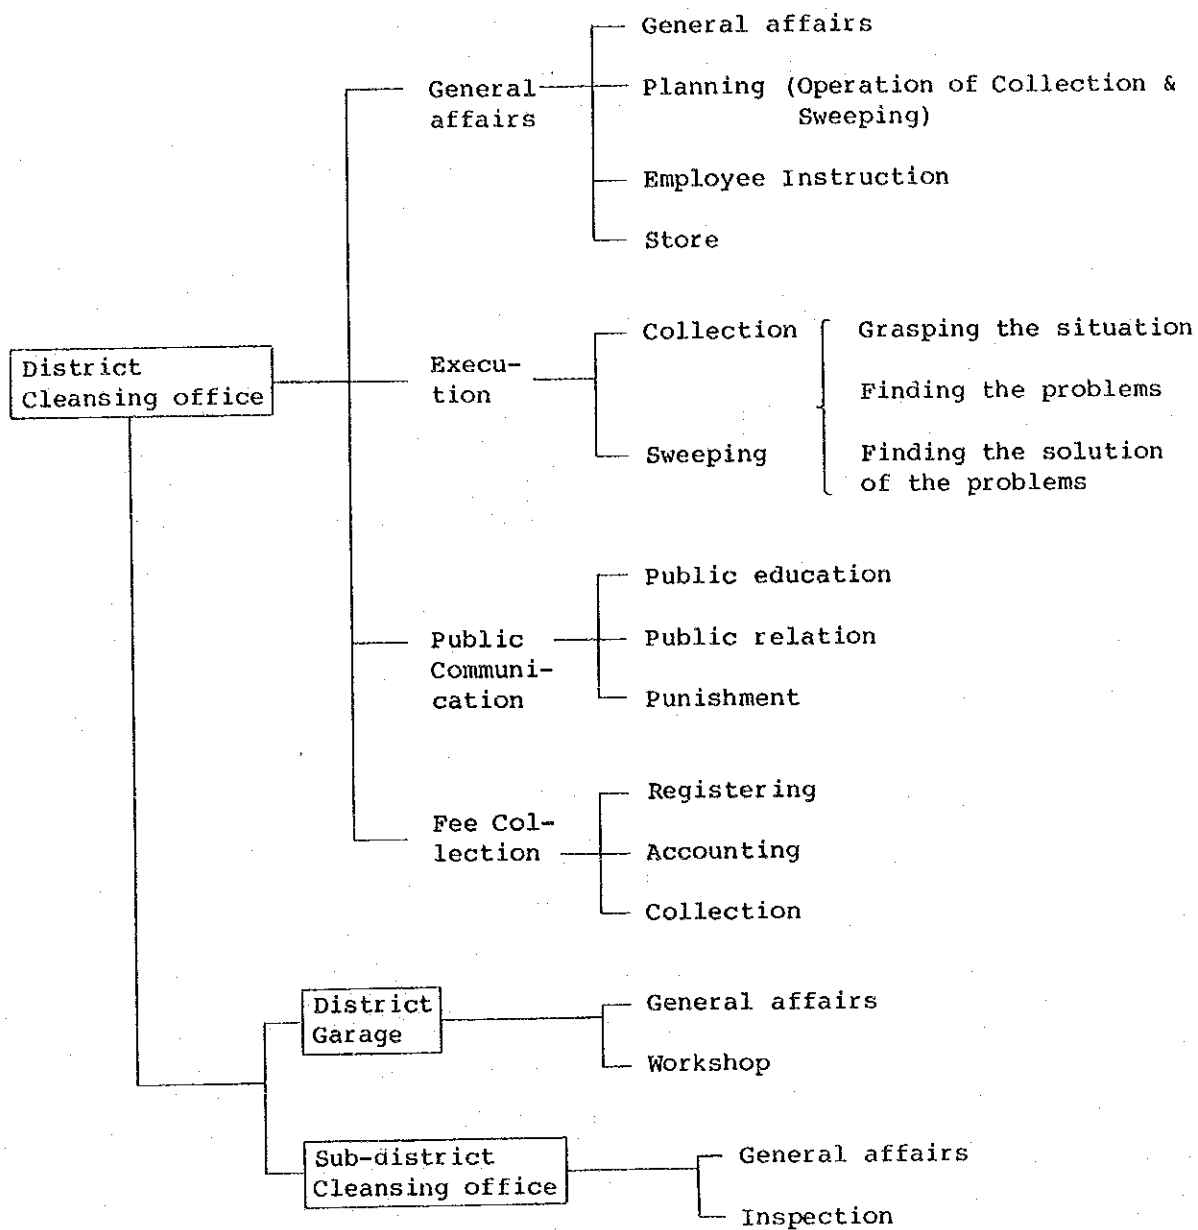 General affairs
General
affairs
Planning (Operation of Collection &
Sweeping)
Employee Instruction
Store
District
Cleansing office
Execu-
tion
Collection
Grasping the situation
Finding the problems
Sweeping
Finding the solution
of the problems
Public
Communi-
cation
Public education
Public relation
Punishment
Fee Col-
lection
Registering
Accounting
Collection
District
Garage
General affairs
Workshop
Sub-district
Cleansing office
General affairs
Inspection